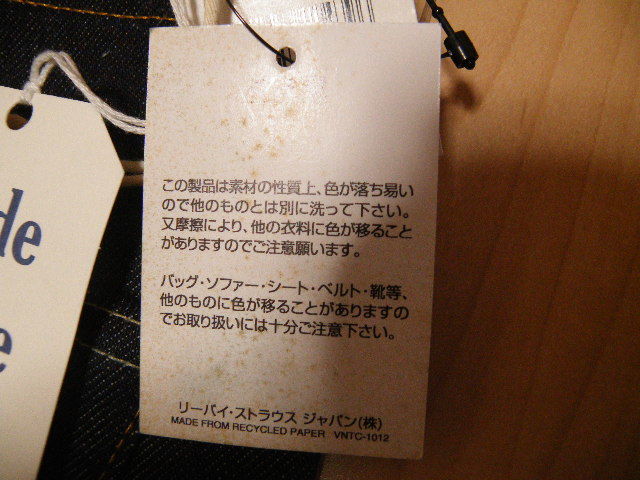 この製品は素材の性質上、色が落ち易い
ので他のものとは別に洗って下さい。
又摩擦により、他の衣料に色が移ること
がありますのでご注意願います。
バッグ・ソファー・シート・ベルト・靴等、
他のものに色が移ることがありますの
でお取り扱いには十分ご注意下さい。
リーバイ・ストラウス ジャパン(株)
MADE FROM RECYCLED PAPER VNTC-1012
de
e